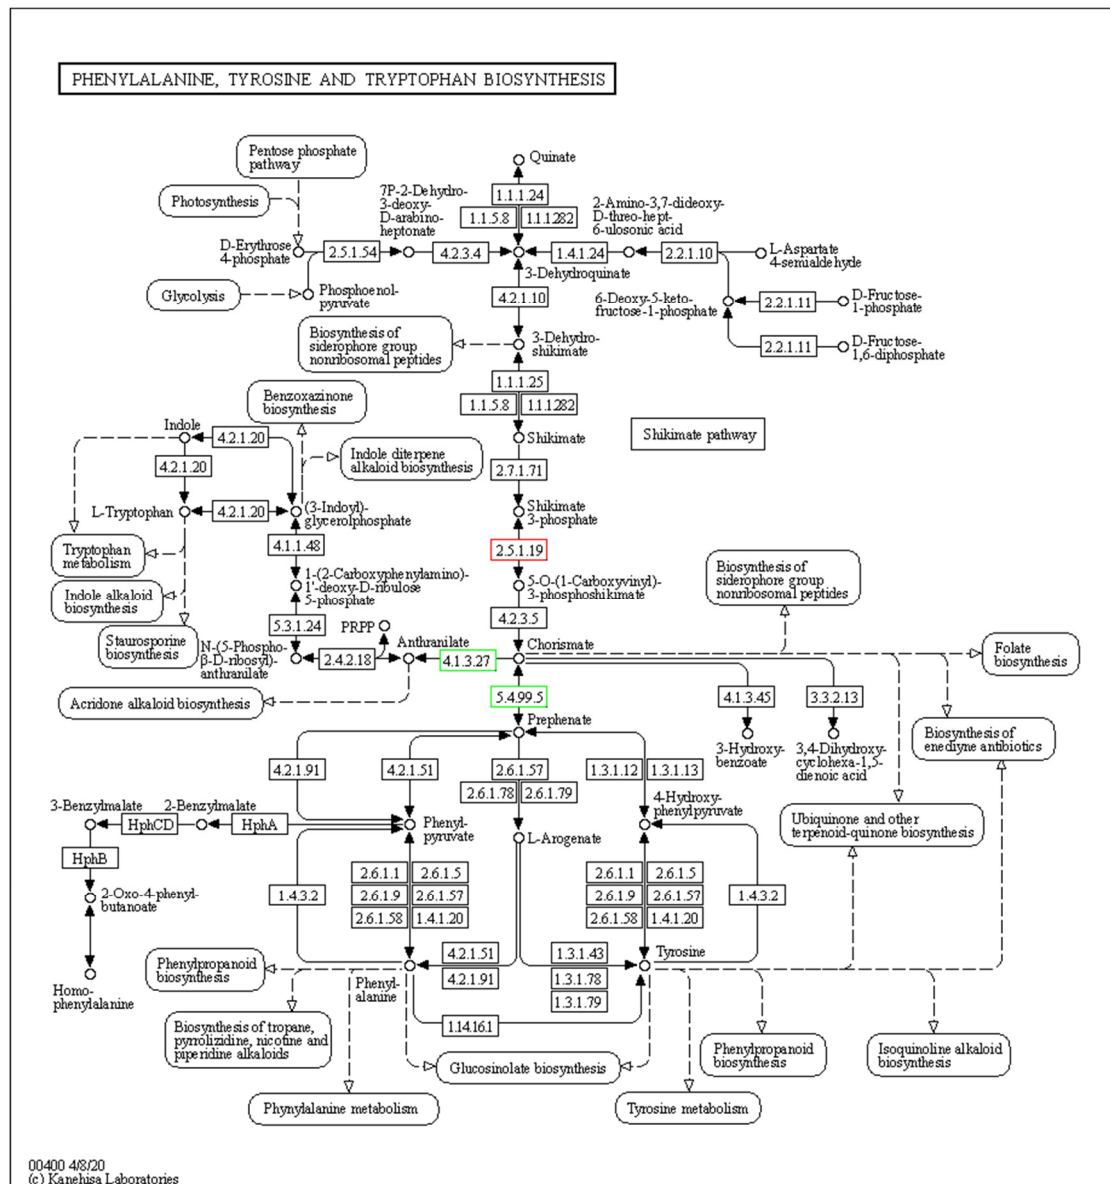 PHENYLALANINE, TYROSINE AND TRYPTOPHAN BIOSYNTHESIS
Pentose phosphate
pathway
Photosynthesis
Quinate
1.1.1.24
1.1.5.8
1.1.1282
7P-2-Dehydro-
3-deoxy-
D-arabino-
heptonate
2-Amino-3,7-dideoxy-
D-threo-hept-
6-ulosonic acid
D-Erythrose
4-phosphate
2.5.1.54
4.2.3.4
1.4.1.24
2.2.1.10
L-Aspartate
4-semialdehyde
3-Dehydroquinate
Glycolysis
Phosphoenol-
pyruvate
4.2.1.10
6-Deoxy-5-keto-
fructose-1-phosphate
2.2.1.11
D-Fructose-
1-phosphate
2.2.1.11
D-Fructose-
1,6-diphosphate
Biosynthesis of
siderophore group
nonribosomal peptides
3-Dehydro-
shikimate
1.1.1.25
1.1.5.8
1.1.1282
Benzoxazinone
biosynthesis
Indole
4.2.1.20
4.2.1.20
Indole diterpene
alkaloid biosynthesis
Shikimate
Shikimate pathway
2.7.1.71
L-Tryptophan
4.2.1.20
(3-Indoyl)-
glycerolphosphate
Shikimate
3-phosphate
Tryptophan
metabolism
4.1.1.48
2.5.1.19
Indole alkaloid
biosynthesis
1-(2-Carboxyphenylamino)-
1'-deoxy-D-ribulose
5-phosphate
5-O-(1-Carboxyvinyl)-
3-phosphoshikimate
Biosynthesis of
siderophore group
nonribosomal peptides
Staurosporine
biosynthesis
5.3.1.24
PRPP
4.2.3.5
N-(5-Phospho-
β-D-ribosyl)-
anthranilate
2.4.2.18
Anthranilate
4.1.3.27
Chorismate
Folate
biosynthesis
Acridone alkaloid biosynthesis
5.4.99.5
4.1.3.45
3.3.2.13
Prephenate
3-Hydroxy-
benzoate
3,4-Dihydroxy-
cyclohexa-1,5-
dienoic acid
Biosynthesis of
enediyne antibiotics
4.2.1.91
4.2.1.51
2.6.1.57
2.6.1.78
2.6.1.79
1.3.1.12
1.3.1.13
3-Benzylmalate
2-Benzylmalate
HphCD
HphA
Phenyl-
pyruvate
L-Arogenate
4-Hydroxy-
phenylpyruvate
Ubiquinone and other
terpenoid-quinone biosynthesis
HphB
2-Oxo-4-phenyl-
butanoate
1.4.3.2
2.6.1.1
2.6.1.5
2.6.1.9
2.6.1.57
2.6.1.58
1.4.1.20
2.6.1.1
2.6.1.5
2.6.1.9
2.6.1.57
2.6.1.58
1.4.1.20
1.4.3.2
Homo-
phenylalanine
Phenylpropanoid
biosynthesis
Phenyl-
alanine
4.2.1.51
4.2.1.91
1.3.1.43
1.3.1.78
1.3.1.79
Tyrosine
1.14.16.1
Biosynthesis of tropane,
pyrrolizidine, nicotine and
piperidine alkaloids
Glucosinolate biosynthesis
Phenylpropanoid
biosynthesis
Isoquinoline alkaloid
biosynthesis
Phynylalanine metabolism
Tyrosine metabolism
00400 4/8/20
(c) Kanehisa Laboratories